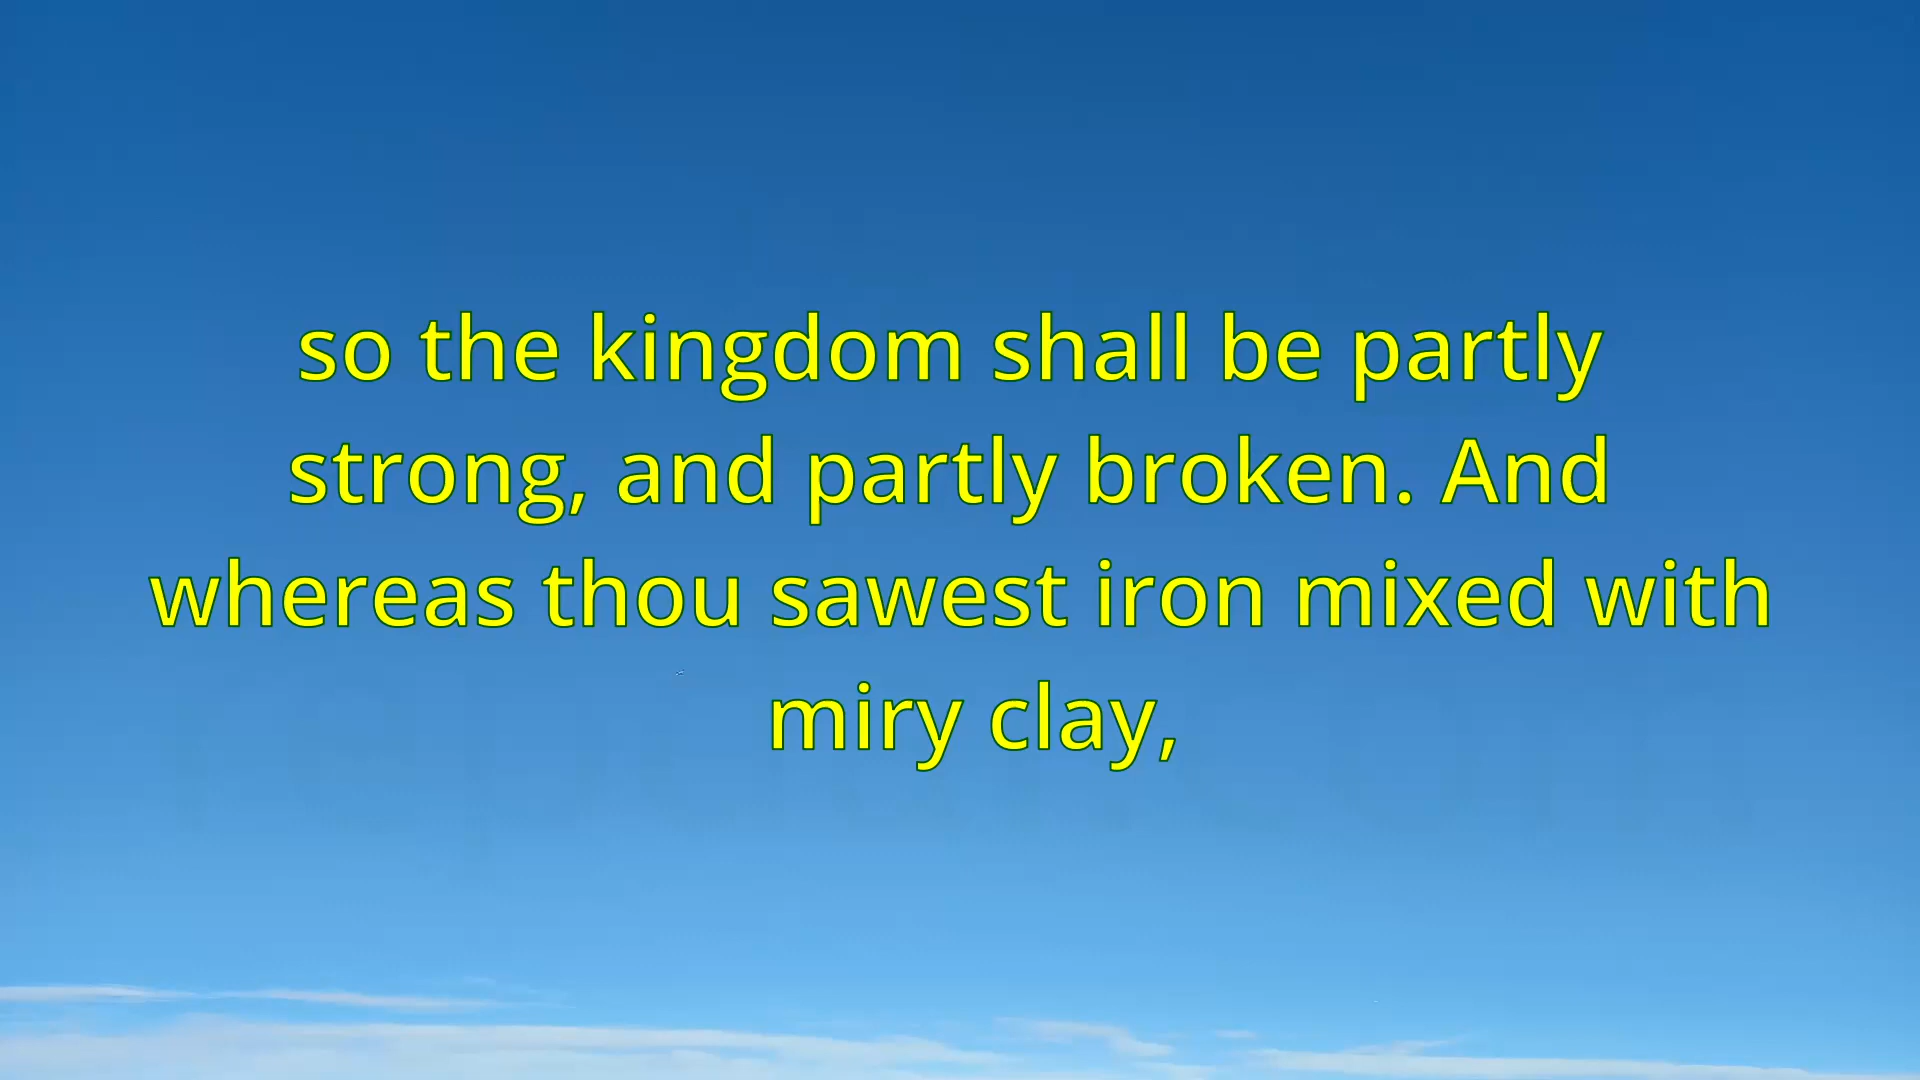 so the kingdom shall be partly
strong, and partly broken. And
whereas thou sawest iron mixed with
miry clay,